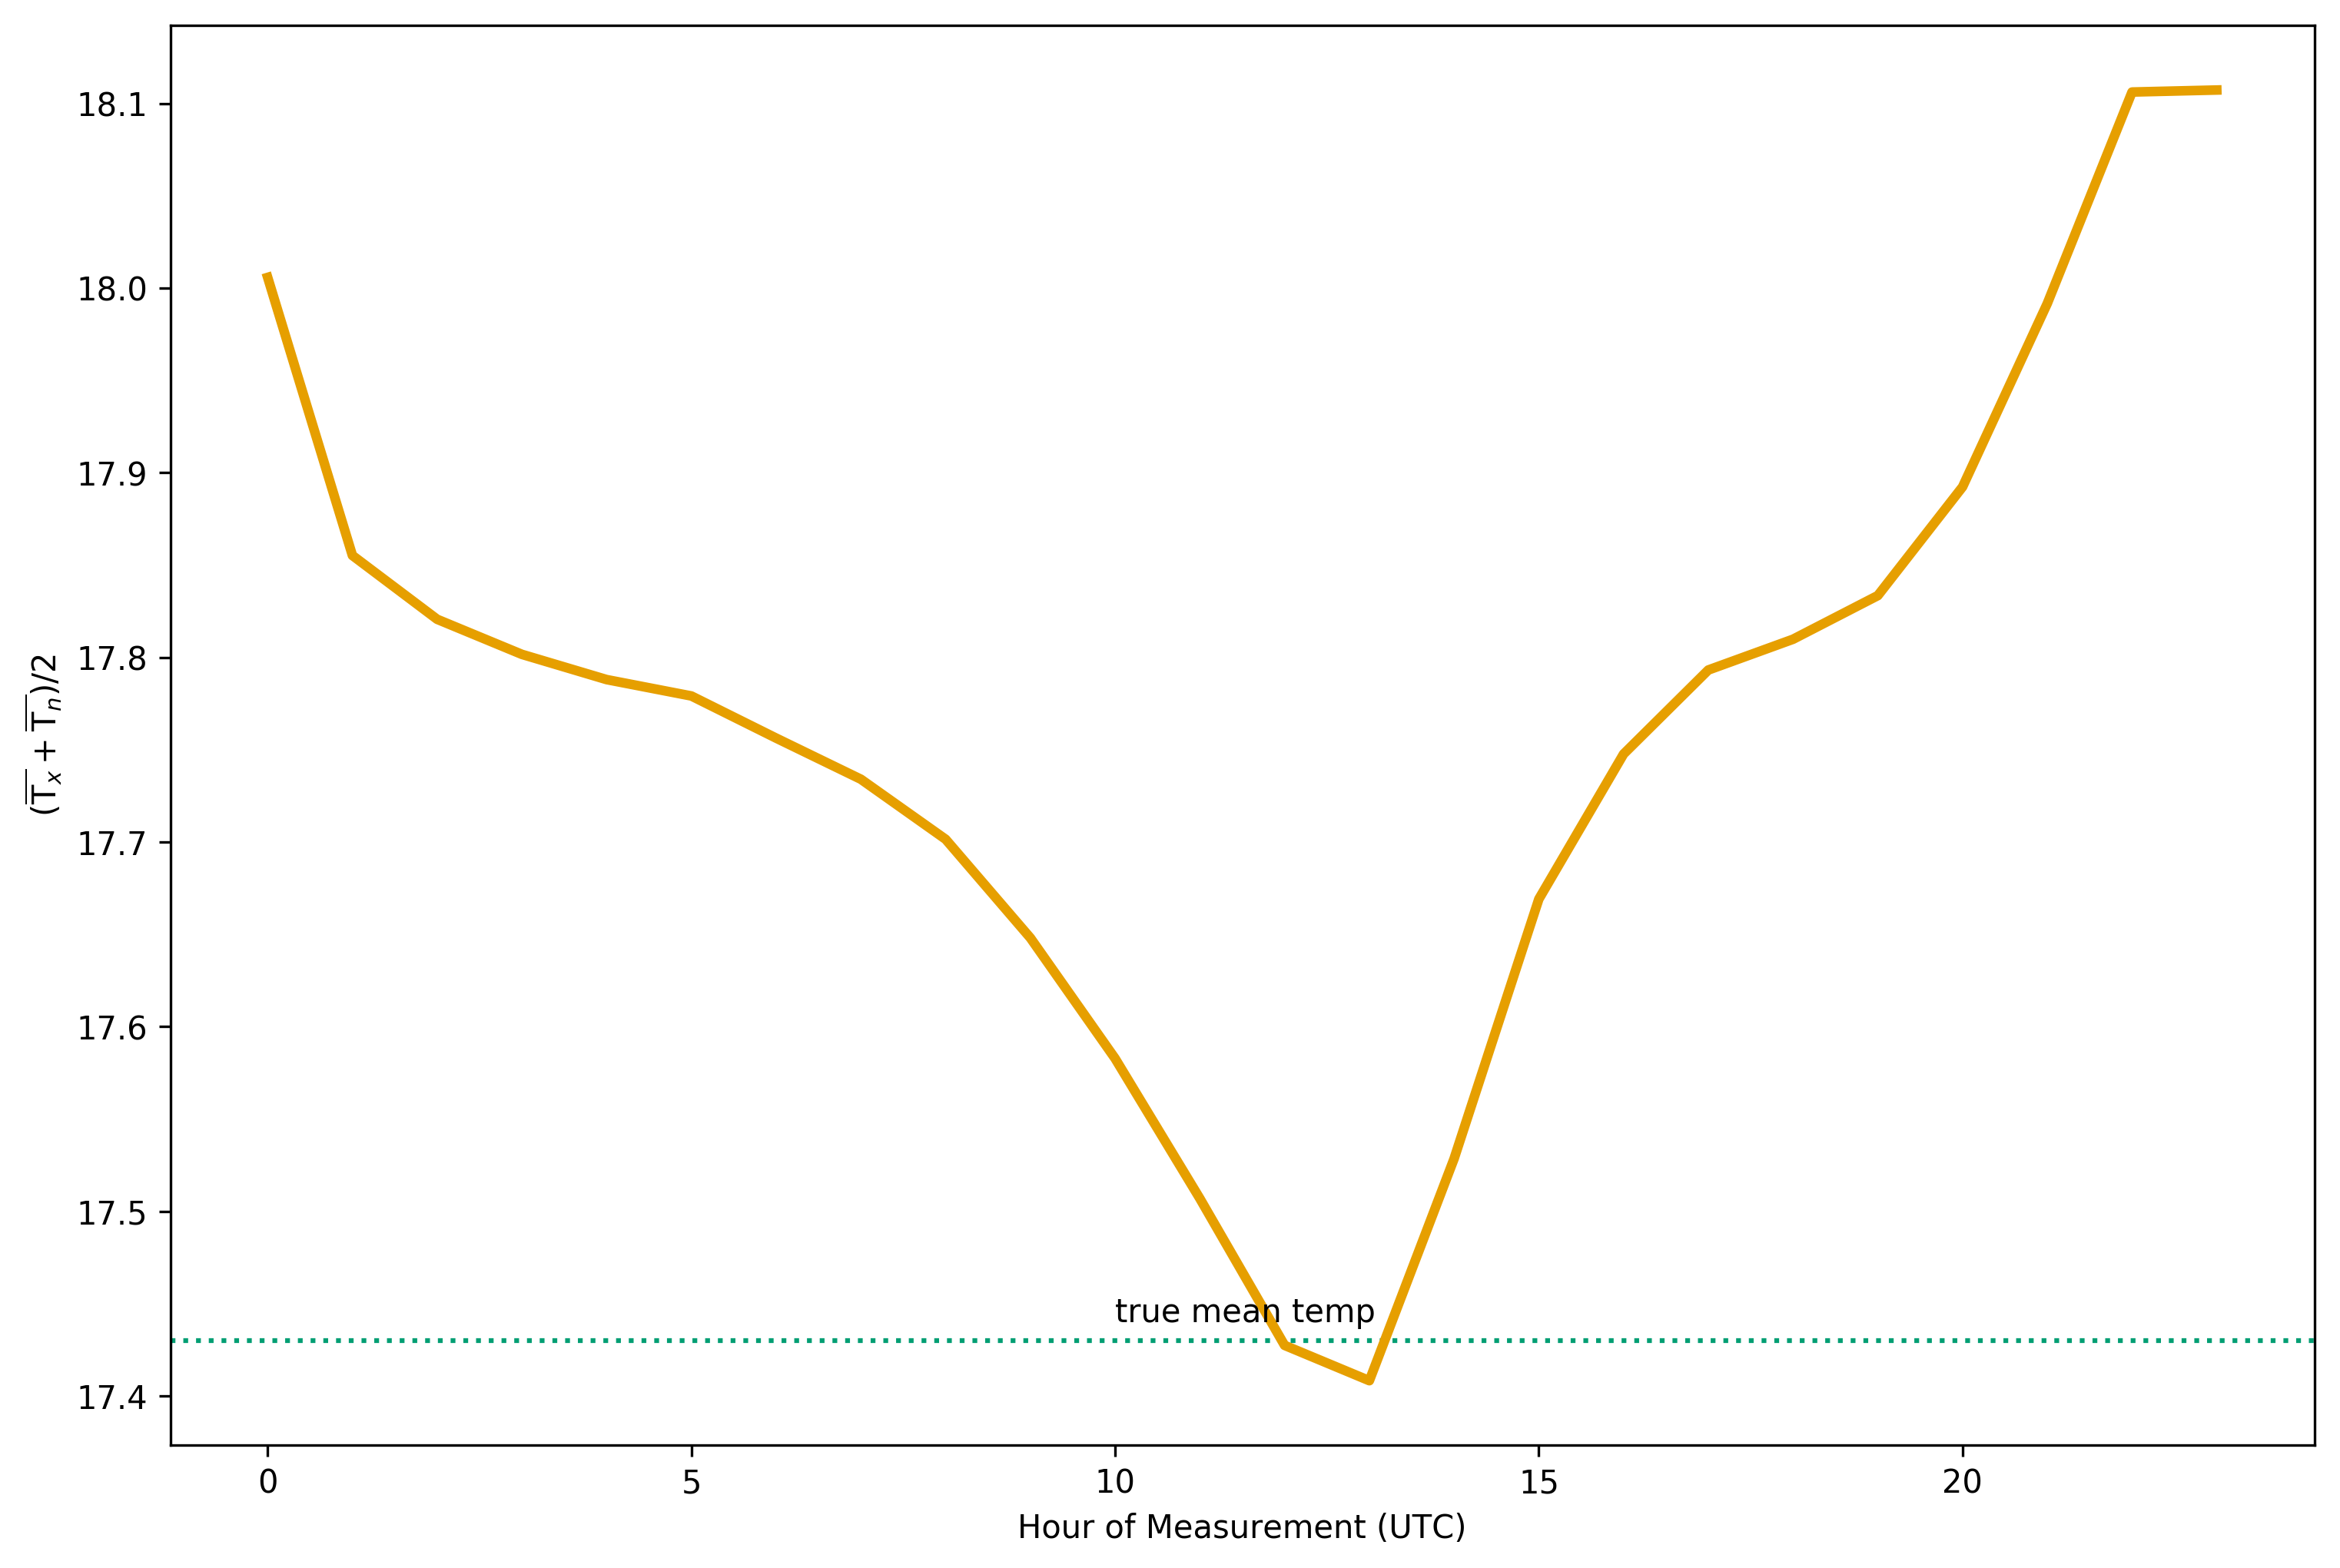 18.1
18.0
17.9
17.8
17.7
17.6
17.5
17.4
(T̅ₓ + T̅ₙ)/2
true mean temp
0 5 10 15 20
Hour of Measurement (UTC)